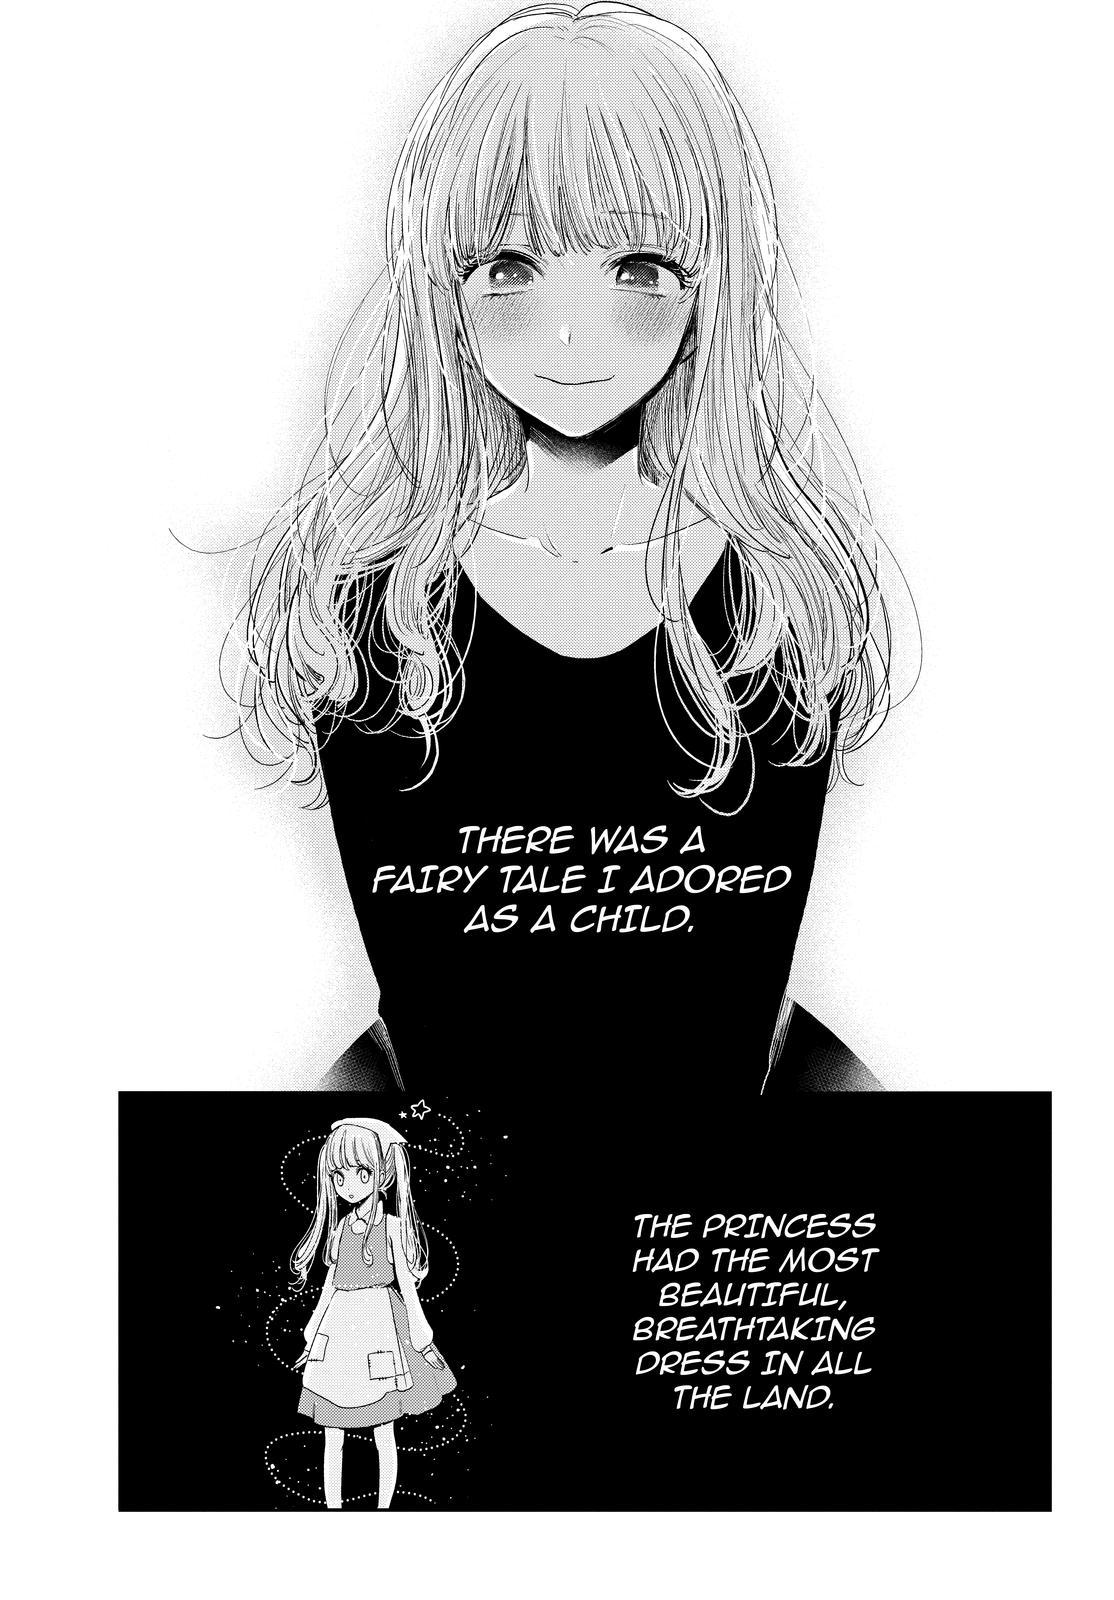 THERE WAS A
FAIRY TALE I ADORED
AS A CHILD.
THE PRINCESS
HAD THE MOST
BEAUTIFUL,
BREATHTAKING
DRESS IN ALL
THE LAND.